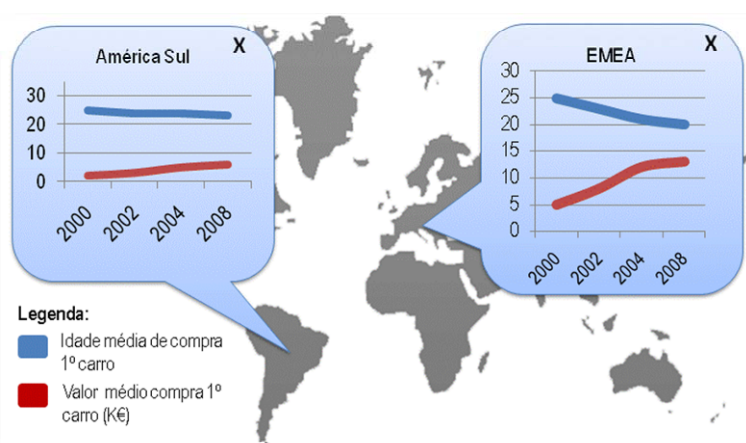 América Sul
X
30
20
10
0
2000
2002
2004
2008
EMEA
X
30
25
20
15
10
5
0
2000
2002
2004
2008
Legenda:
Idade média de compra
1º carro
Valor médio compra 1º
carro (K€)